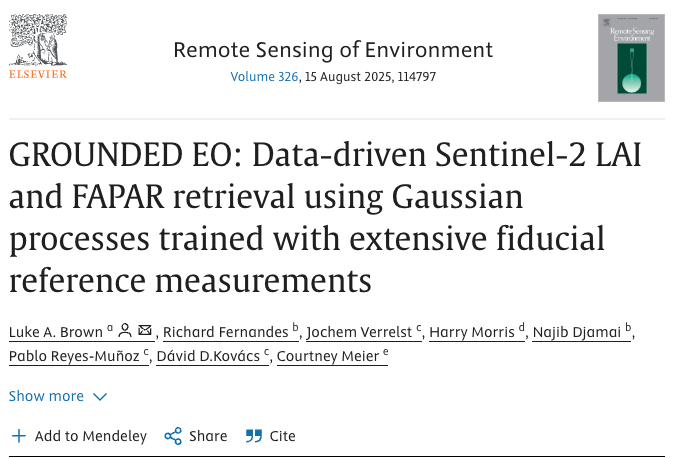 ELSEVIER
Remote Sensing of Environment
Volume 326, 15 August 2025, 114797
Remote Sensing
Environment
GROUNDED EO: Data-driven Sentinel-2 LAI
and FAPAR retrieval using Gaussian
processes trained with extensive fiducial
reference measurements
Luke A. Brown a, Richard Fernandes b, Jochem Verrelst c, Harry Morris d, Najib Djamai b,
Pablo Reyes-Muñoz c, Dávid D.Kovács c, Courtney Meier e
Show more
Add to Mendeley Share Cite